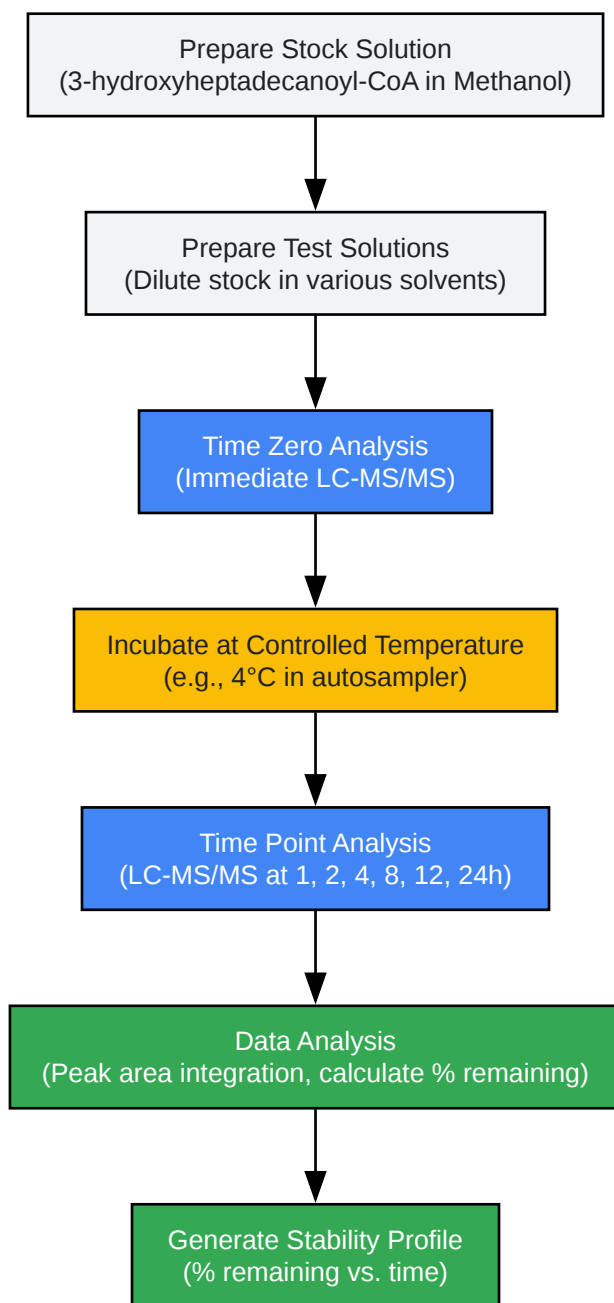 Prepare Stock Solution
(3-hydroxyheptadecanoyl-CoA in Methanol)
Prepare Test Solutions
(Dilute stock in various solvents)
Time Zero Analysis
(Immediate LC-MS/MS)
Incubate at Controlled Temperature
(e.g., 4°C in autosampler)
Time Point Analysis
(LC-MS/MS at 1, 2, 4, 8, 12, 24h)
Data Analysis
(Peak area integration, calculate % remaining)
Generate Stability Profile
(% remaining vs. time)